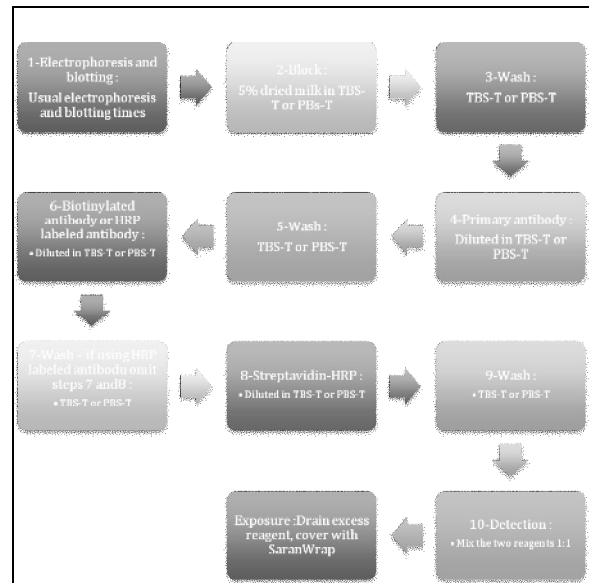 1-Electrophoresis and
blotting :
Usual electrophoresis
and blotting times
2-Block :
5% dried milk in TBS-
T or PBs-T
3-Wash :
TBS-T or PBS-T
4-Primary antibody :
Diluted in TBS-T or
PBS-T
5-Wash :
TBS-T or PBS-T
6-Biotinylated
antibody or HRP
labeled antibody :
• Diluted in TBS-T or PBS-T
7-Wash - if using HRP
labeled antibodu omit
steps 7 and8 :
• TBS-T or PBS-T
8-Streptavidin-HRP :
• Diluted in TBS-T or PBS-T
9-Wash :
• TBS-T or PBS-T
10-Detection :
• Mix the two reagents 1:1
Exposure :Drain excess
reagent, cover with
SaranWrap